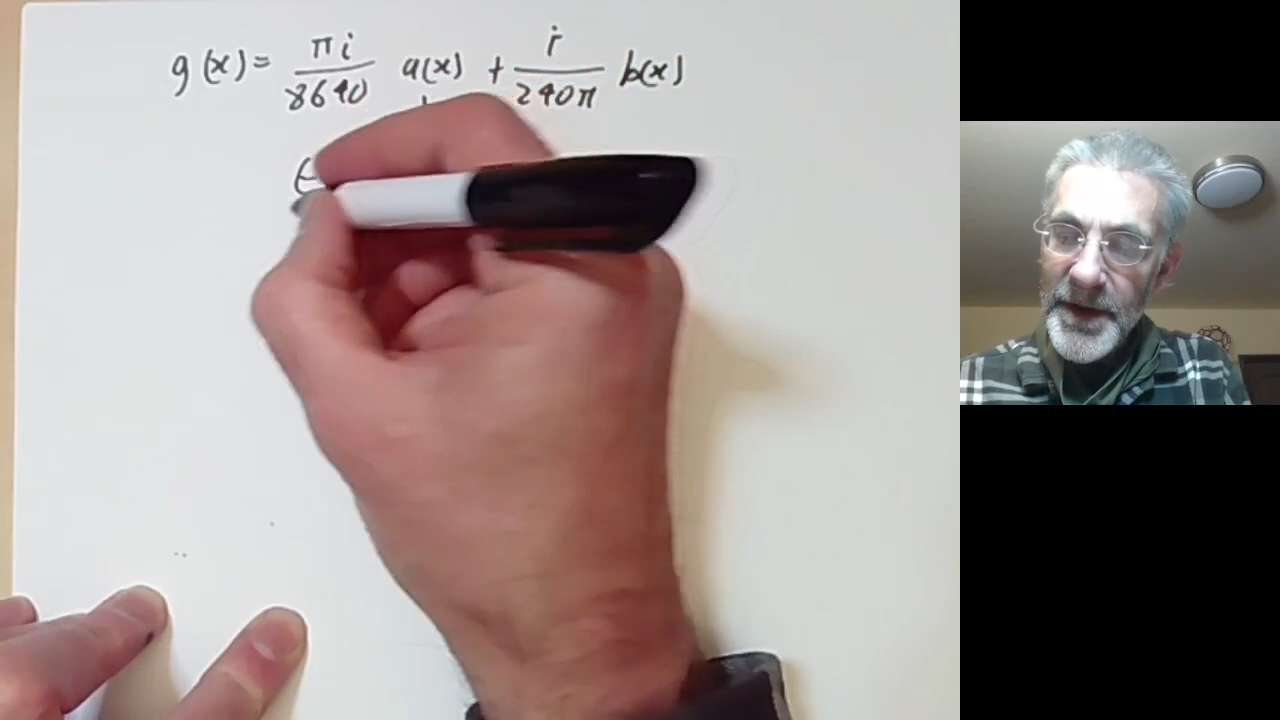 g(x) = πi/8640 a(x) + i/240π b(x)